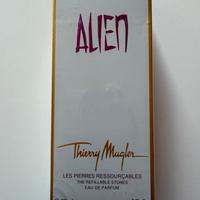 ALIEN
Thierry Mugler
LES PIERRES RESSOURÇABLES
THE REFILLABLE STONES
EAU DE PARFUM